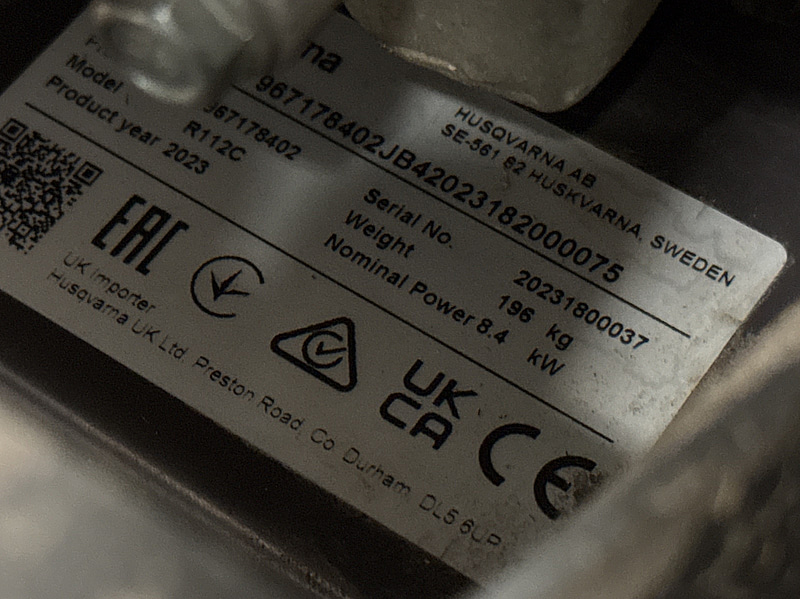 na
HUSQVARNA AB
SE-561 82 HUSKVARNA, SWEDEN
967178402JB42023182000075
967178402
Model R112C
Product year 2023
Serial No. 20231800037
Weight 196 kg
Nominal Power 8.4 kW
EAC
UK CA
CE
UK Importer
Husqvarna UK Ltd, Preston Road, Co. Durham, DL5 6UP